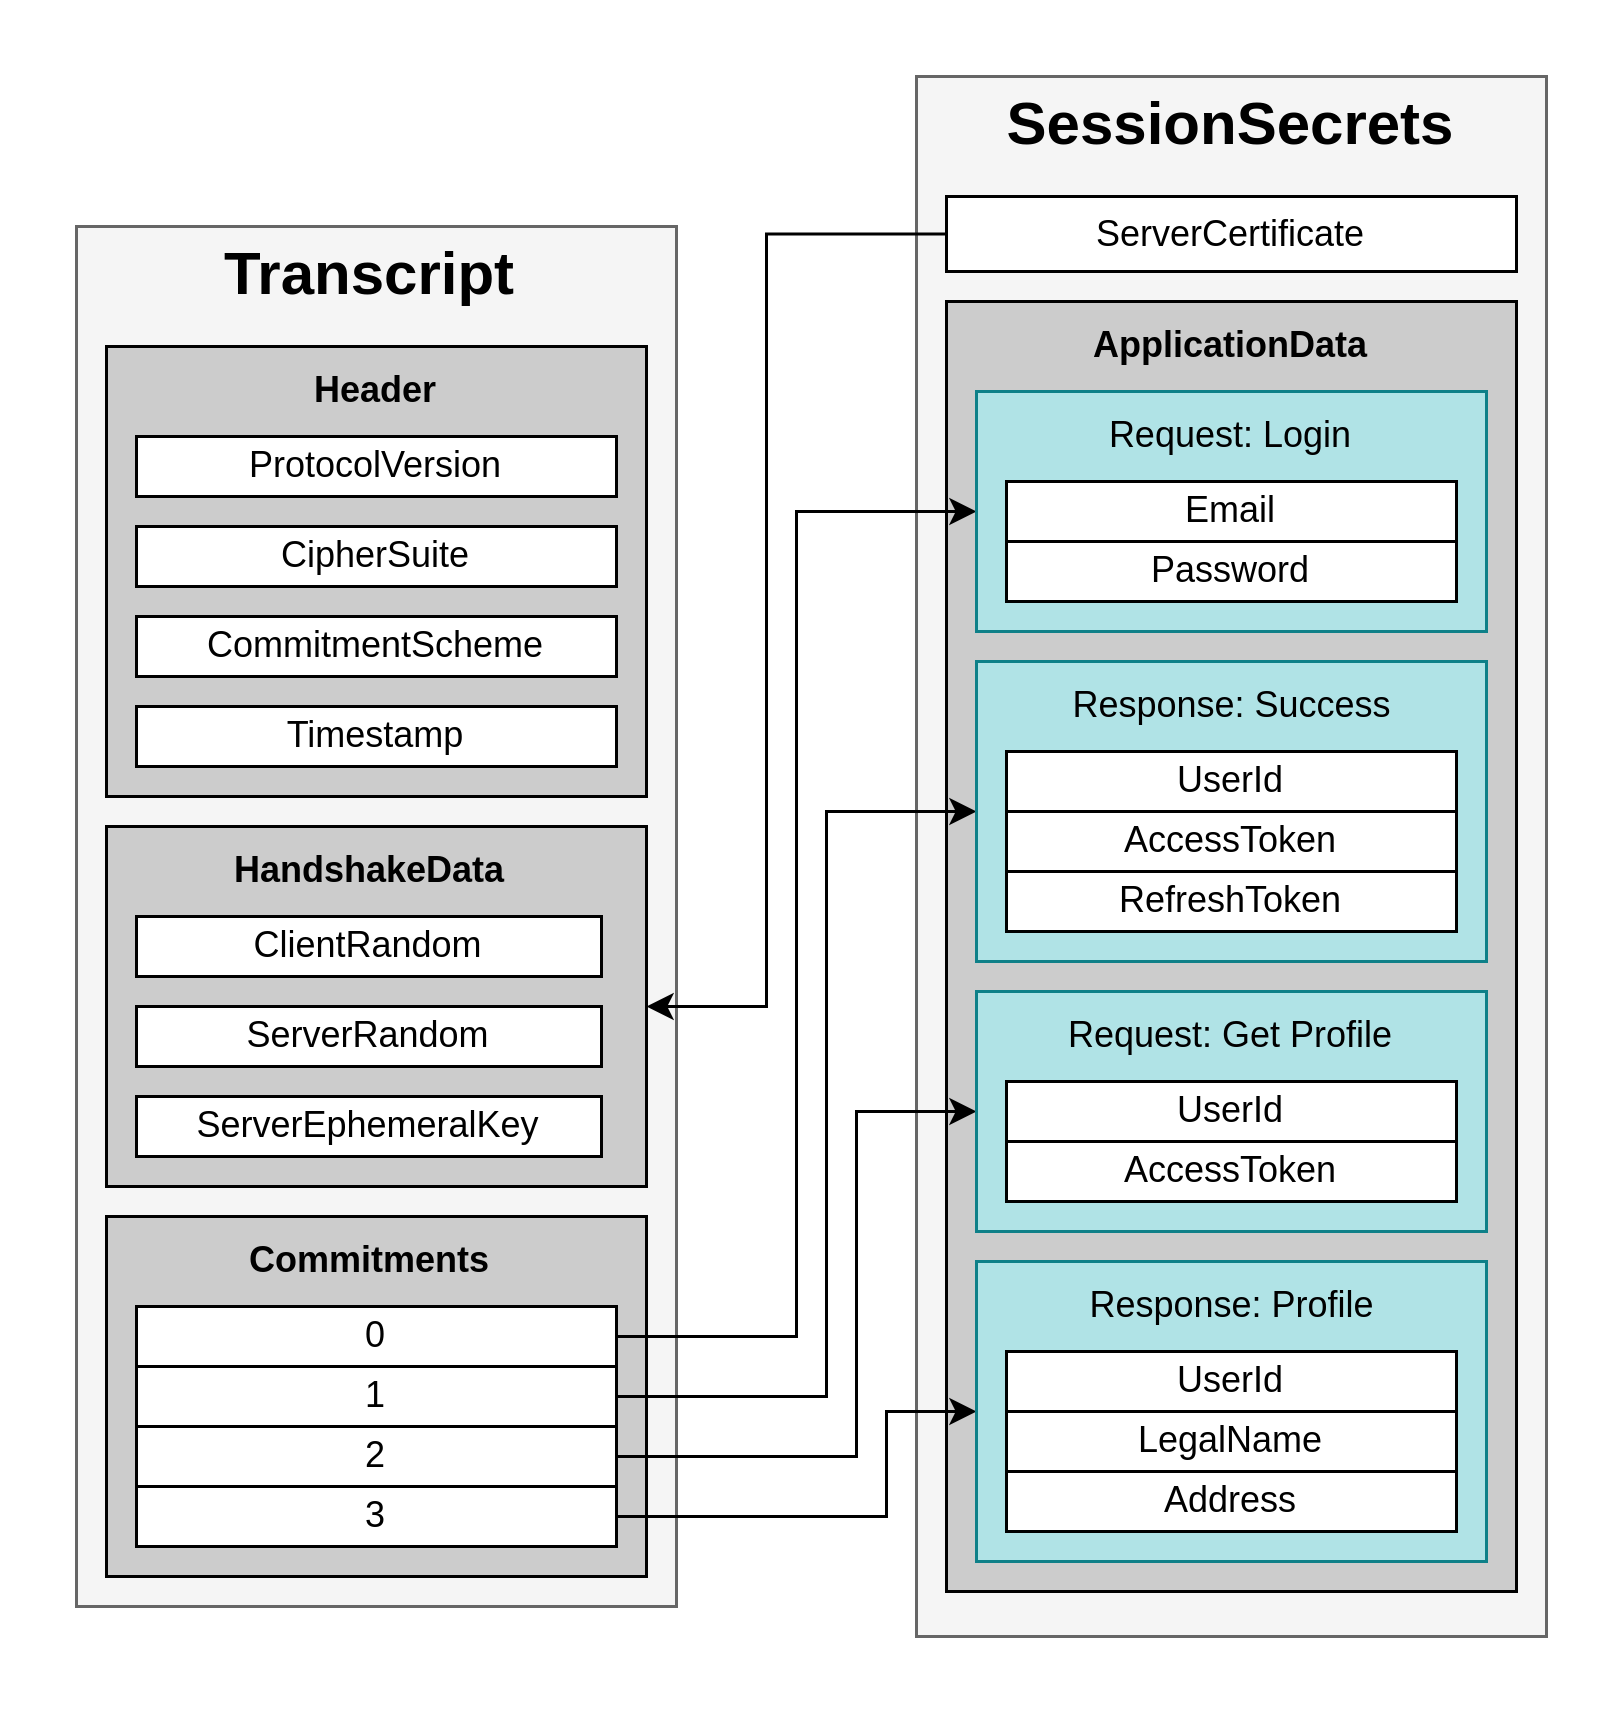 Transcript
Header
ProtocolVersion
CipherSuite
CommitmentScheme
Timestamp
HandshakeData
ClientRandom
ServerRandom
ServerEphemeralKey
Commitments
0
1
2
3
SessionSecrets
ServerCertificate
ApplicationData
Request: Login
Email
Password
Response: Success
UserId
AccessToken
RefreshToken
Request: Get Profile
UserId
AccessToken
Response: Profile
UserId
LegalName
Address